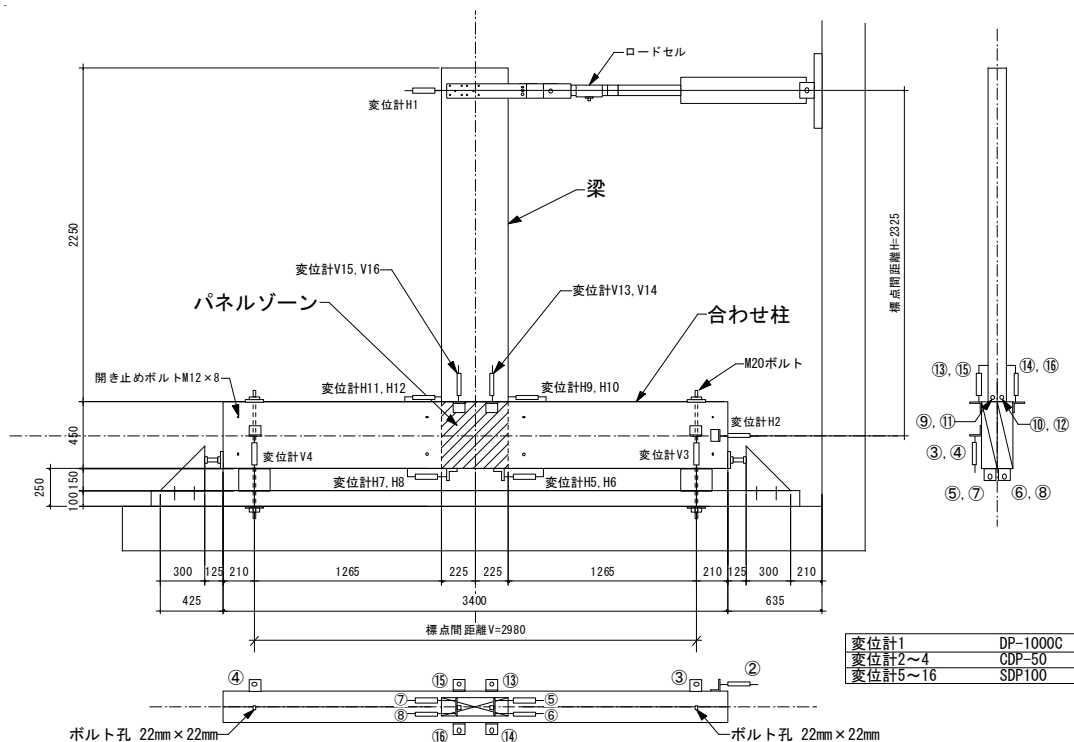 ロードセル
変位計H1
梁
2250
標点間距離H=2325
変位計V15, V16
変位計V13, V14
パネルゾーン
合わせ柱
M20ボルト
開き止めボルトM12×8
変位計H11, H12
変位計H9, H10
変位計H2
450
変位計V4
変位計V3
変位計H7, H8
変位計H5, H6
250
150
100
300
125
210
1265
225
225
1265
210
125
300
210
425
3400
635
標点間距離V=2980
⑬, ⑮
⑭, ⑯
⑨, ⑪
⑩, ⑫
③, ④
⑤, ⑦
⑥, ⑧
変位計1 DP-1000C
変位計2～4 CDP-50
変位計5～16 SDP100
④
⑮
⑬
③
②
⑦
⑤
⑧
⑥
⑯
⑭
ボルト孔 22mm×22mm
ボルト孔 22mm×22mm